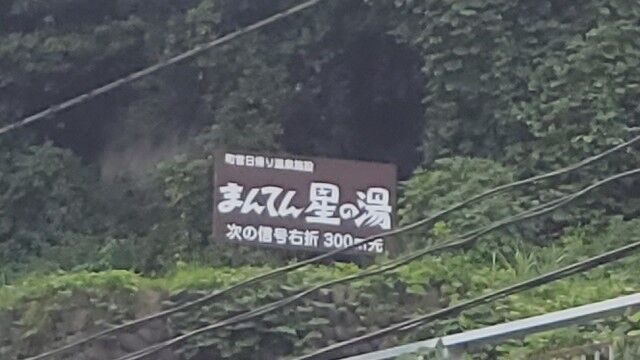 町営日帰り温泉施設
まんてん星の湯
次の信号右折 300m先